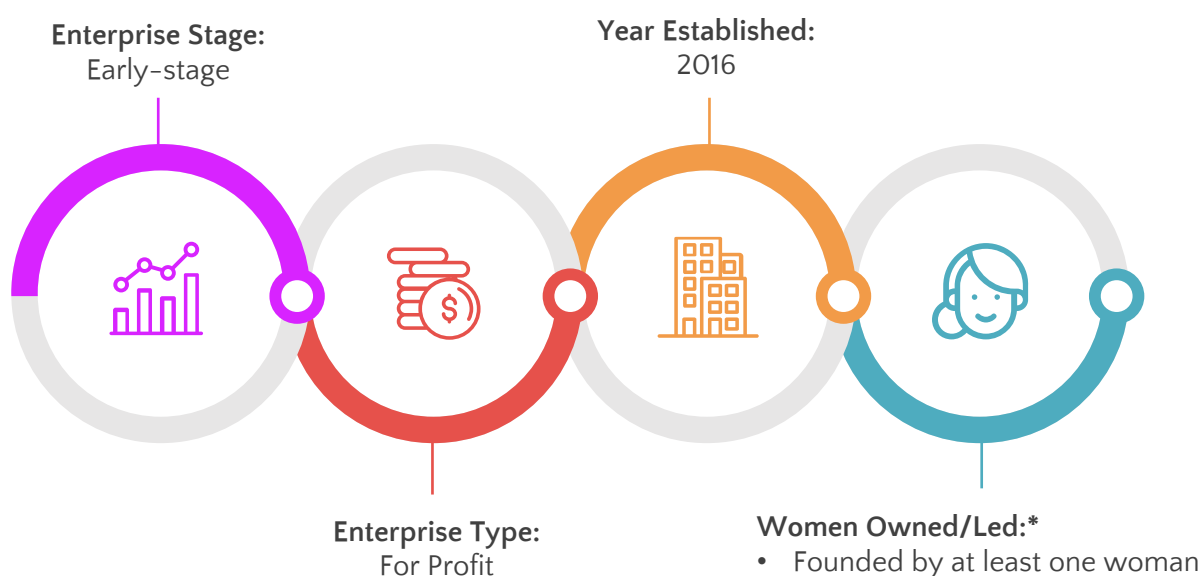 Enterprise Stage:
Early-stage
Year Established:
2016
$
Enterprise Type:
For Profit
Women Owned/Led:*
• Founded by at least one woman